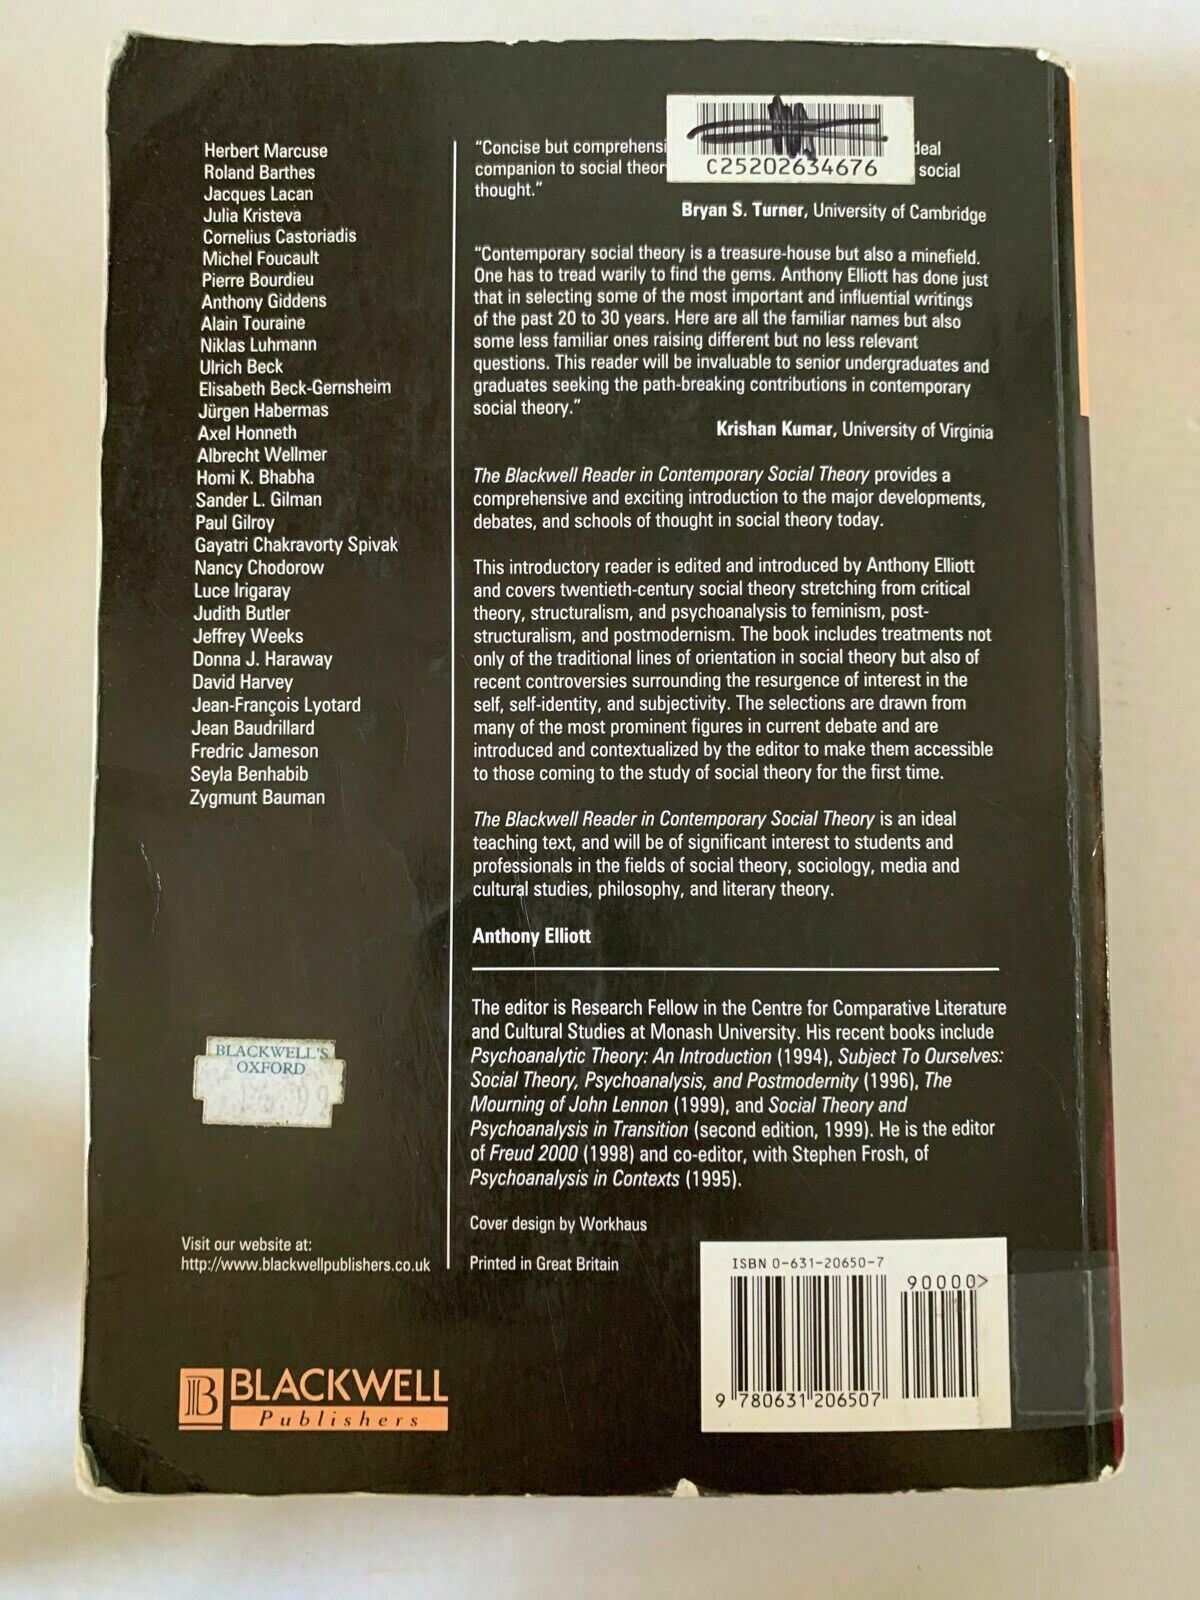 Herbert Marcuse
Roland Barthes
Jacques Lacan
Julia Kristeva
Cornelius Castoriadis
Michel Foucault
Pierre Bourdieu
Anthony Giddens
Alain Touraine
Niklas Luhmann
Ulrich Beck
Elisabeth Beck-Gernsheim
Jürgen Habermas
Axel Honneth
Albrecht Wellmer
Homi K. Bhabha
Sander L. Gilman
Paul Gilroy
Gayatri Chakravorty Spivak
Nancy Chodorow
Luce Irigaray
Judith Butler
Jeffrey Weeks
Donna J. Haraway
David Harvey
Jean-François Lyotard
Jean Baudrillard
Fredric Jameson
Seyla Benhabib
Zygmunt Bauman
BLACKWELL'S
OXFORD
Visit our website at:
http://www.blackwellpublishers.co.uk
B BLACKWELL
Publishers
C25202634676
"Concise but
companion to social
social
thought."
Bryan S. Turner, University of Cambridge
"Contemporary social theory is a treasure-house but also a minefield.
One has to tread warily to find the gems. Anthony Elliott has done just
that in selecting some of the most important and influential writings
of the past 20 to 30 years. Here are all the familiar names but also
some less familiar ones raising different but no less relevant
questions. This reader will be invaluable to senior undergraduates and
graduates seeking the path-breaking contributions in contemporary
social theory."
Krishan Kumar, University of Virginia
The Blackwell Reader in Contemporary Social Theory provides a
comprehensive and exciting introduction to the major developments,
debates, and schools of thought in social theory today.
This introductory reader is edited and introduced by Anthony Elliott
and covers twentieth-century social theory stretching from critical
theory, structuralism, and psychoanalysis to feminism, post-
structuralism, and postmodernism. The book includes treatments not
only of the traditional lines of orientation in social theory but also of
recent controversies surrounding the resurgence of interest in the
self, self-identity, and subjectivity. The selections are drawn from
many of the most prominent figures in current debate and are
introduced and contextualized by the editor to make them accessible
to those coming to the study of social theory for the first time.
The Blackwell Reader in Contemporary Social Theory is an ideal
teaching text, and will be of significant interest to students and
professionals in the fields of social theory, sociology, media and
cultural studies, philosophy, and literary theory.
Anthony Elliott
The editor is Research Fellow in the Centre for Comparative Literature
and Cultural Studies at Monash University. His recent books include
Psychoanalytic Theory: An Introduction (1994), Subject To Ourselves:
Social Theory, Psychoanalysis, and Postmodernity (1996), The
Mourning of John Lennon (1999), and Social Theory and
Psychoanalysis in Transition (second edition, 1999). He is the editor
of Freud 2000 (1998) and co-editor, with Stephen Frosh, of
Psychoanalysis in Contexts (1995).
Cover design by Workhaus
Printed in Great Britain
ISBN 0-631-20650-7
90000>
9 780631 206507